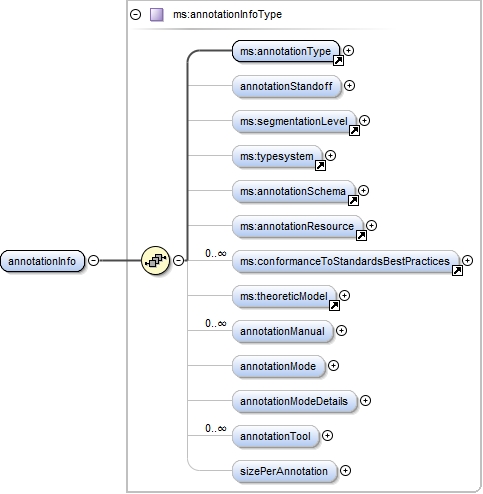 ms:annotationInfoType
ms:annotationType
annotationStandoff
ms:segmentationLevel
ms:typesystem
ms:annotationSchema
ms:annotationResource
annotationInfo
0..∞
ms:conformanceToStandardsBestPractices
ms:theoreticModel
0..∞
annotationManual
annotationMode
annotationModeDetails
0..∞
annotationTool
sizePerAnnotation